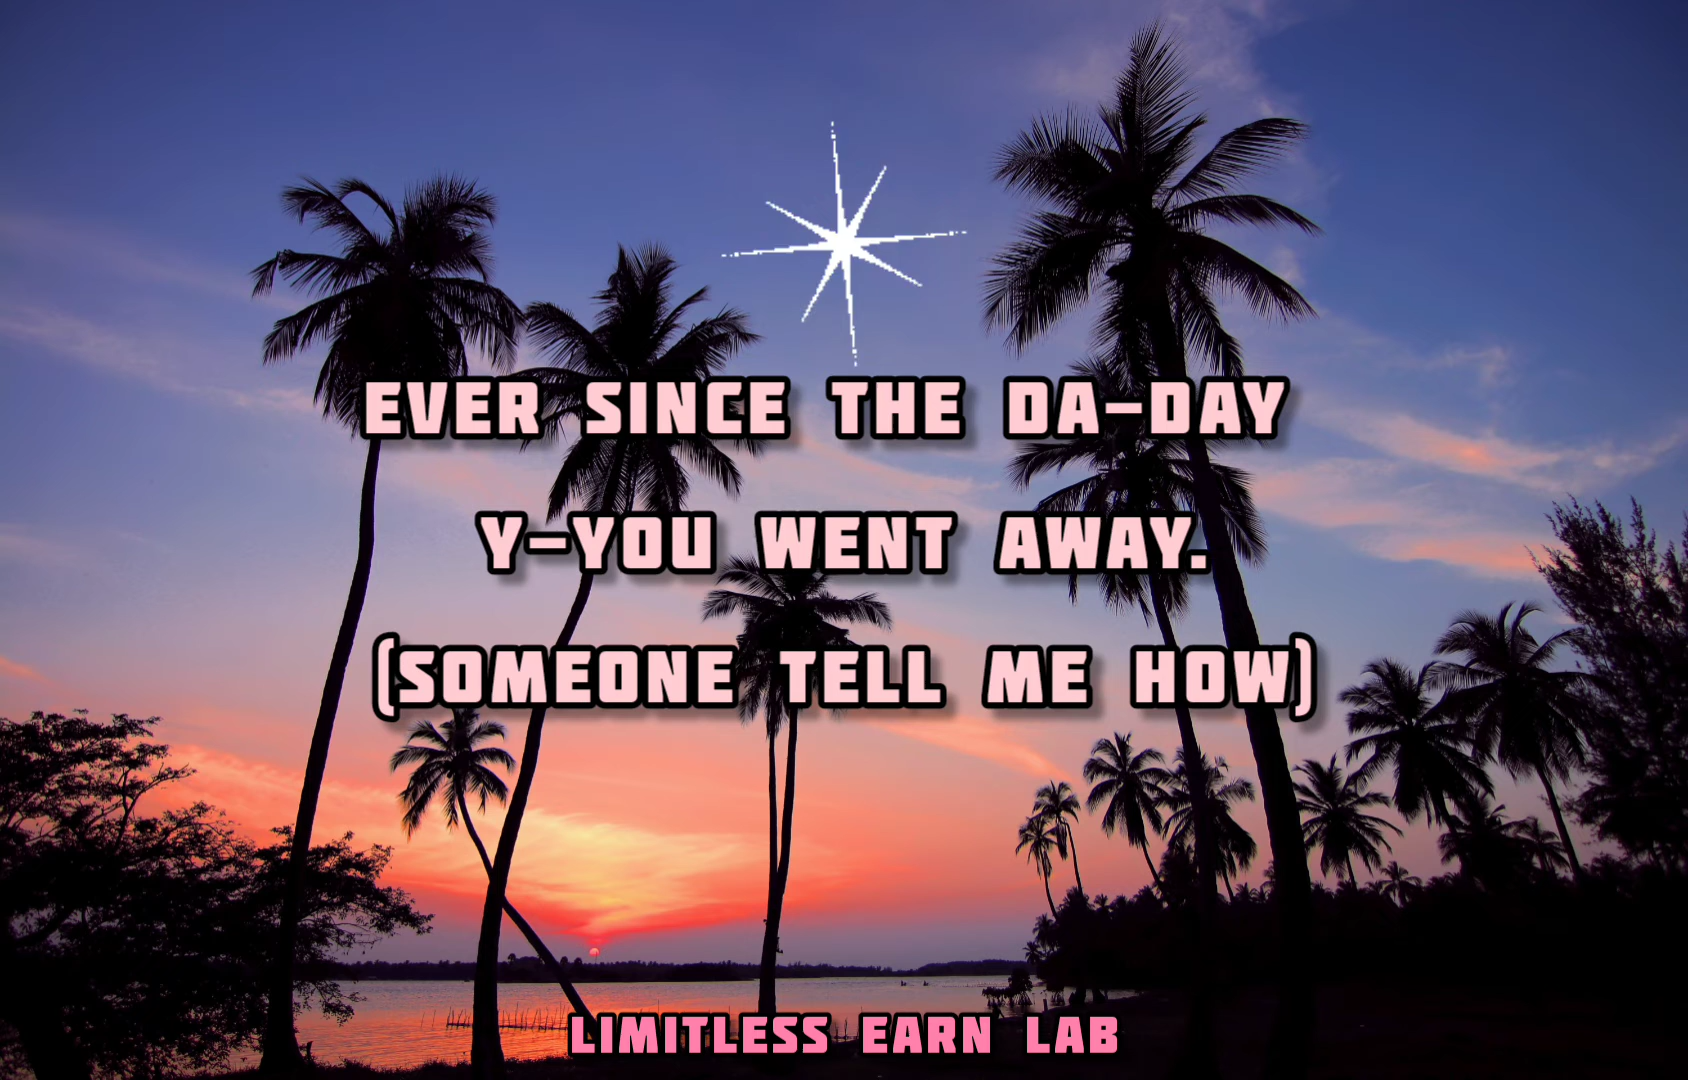 EVER SINCE THE DA-DAY
Y-YOU WENT AWAY.
(SOMEONE TELL ME HOW)
LIMITLESS EARN LAB